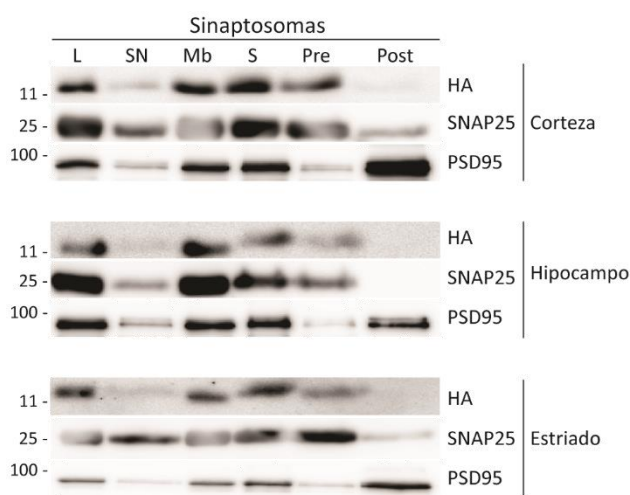 Sinaptosomas
L SN Mb S Pre Post
11 - HA
25 - SNAP25 Corteza
100 - PSD95
11 - HA
25 - SNAP25 Hipocampo
100 - PSD95
11 - HA
25 - SNAP25 Estriado
100 - PSD95